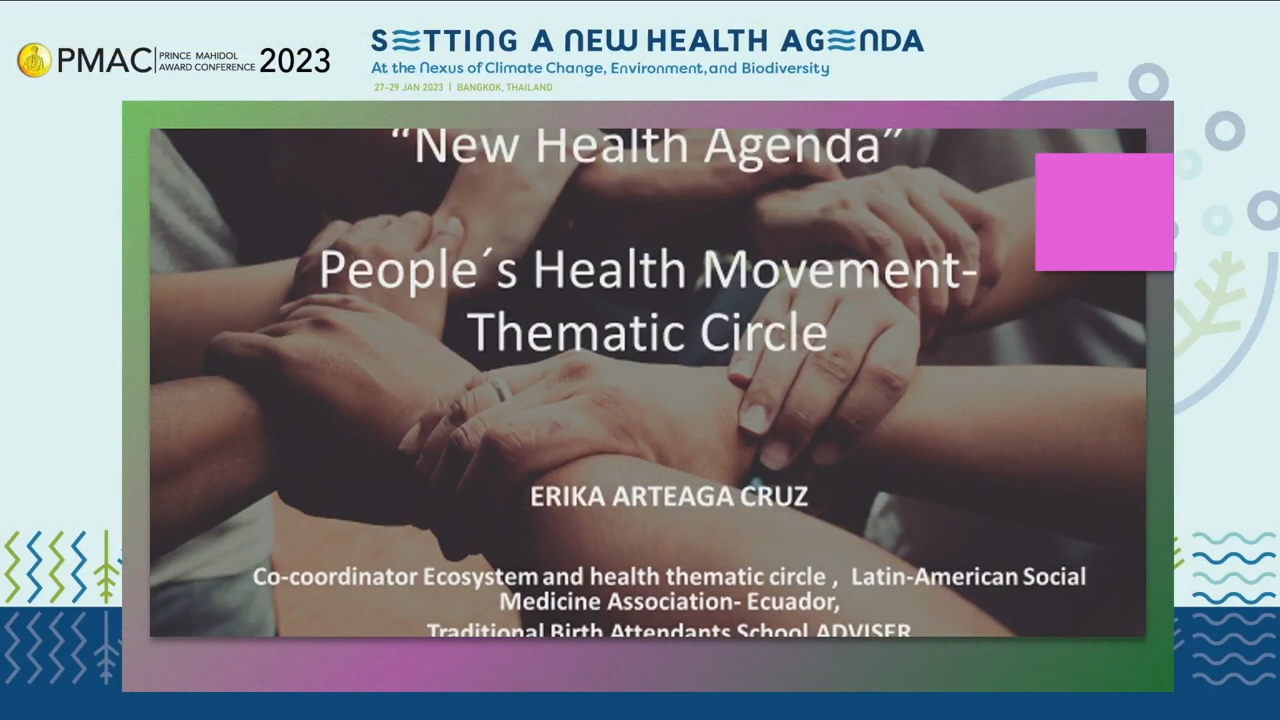 PMAC PRINCE MAHIDOL AWARD CONFERENCE 2023
SETTING A NEW HEALTH AGENDA
At the Nexus of Climate Change, Environment, and Biodiversity
27-29 JAN 2023 | BANGKOK, THAILAND
“New Health Agenda”
People´s Health Movement-
Thematic Circle
ERIKA ARTEAGA CRUZ
Co-coordinator Ecosystem and health thematic circle , Latin-American Social
Medicine Association- Ecuador,
Traditional Birth Attendants School ADVISER